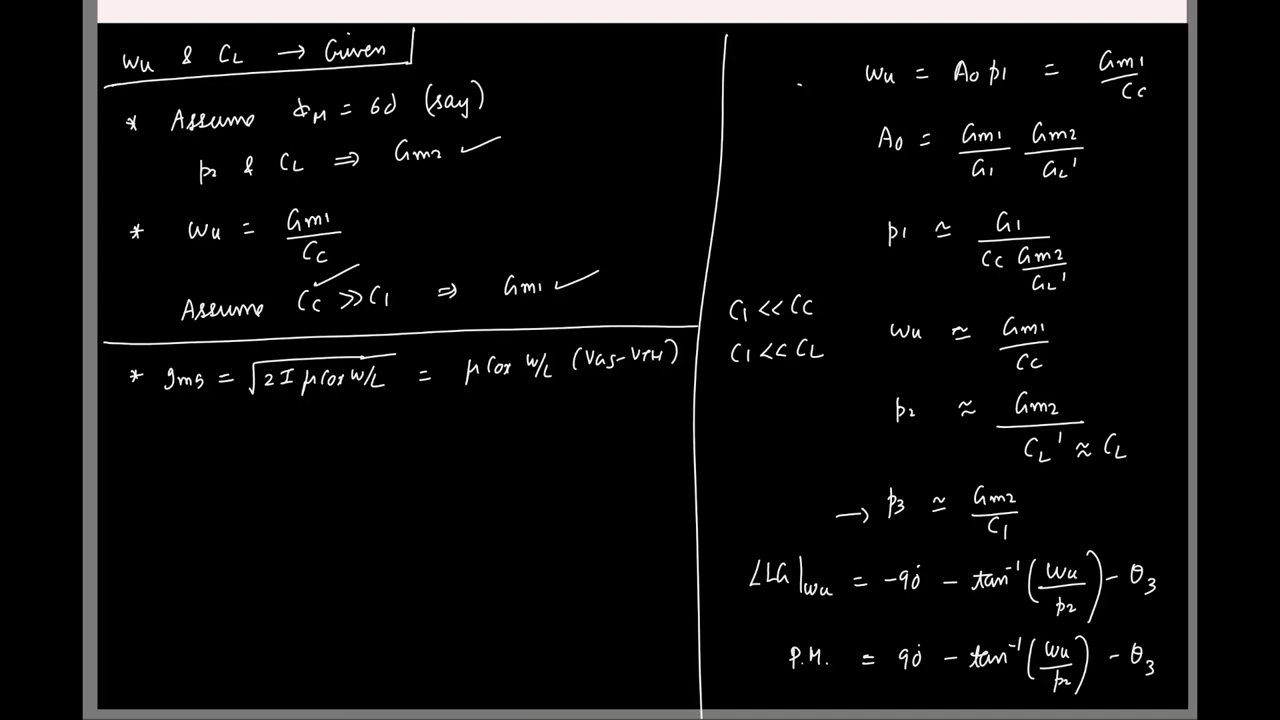 ωu & CL → Given
* Assume ΦM = 60° (say)
p2 & CL ⇒ Gm2 ✓
* ωu = Gm1 / Cc
Assume Cc ≫ C1 ⇒ Gm1 ✓
* gm5 = √(2I μCox W/L) = μCox W/L (VGS-VTH)
ωu = A0 p1 = Gm1 / Cc
A0 = Gm1 / G1 Gm2 / GL'
p1 ≃ G1 / (Cc Gm2 / GL')
C1 << Cc
C1 << CL
ωu ≈ Gm1 / Cc
p2 ≈ Gm2 / CL' ≈ CL
→ p3 ≃ Gm2 / C1
∠LG|ωu = -90° - tan⁻¹(ωu / p2) - θ3
P.M. = 90° - tan⁻¹(ωu / p2) - θ3